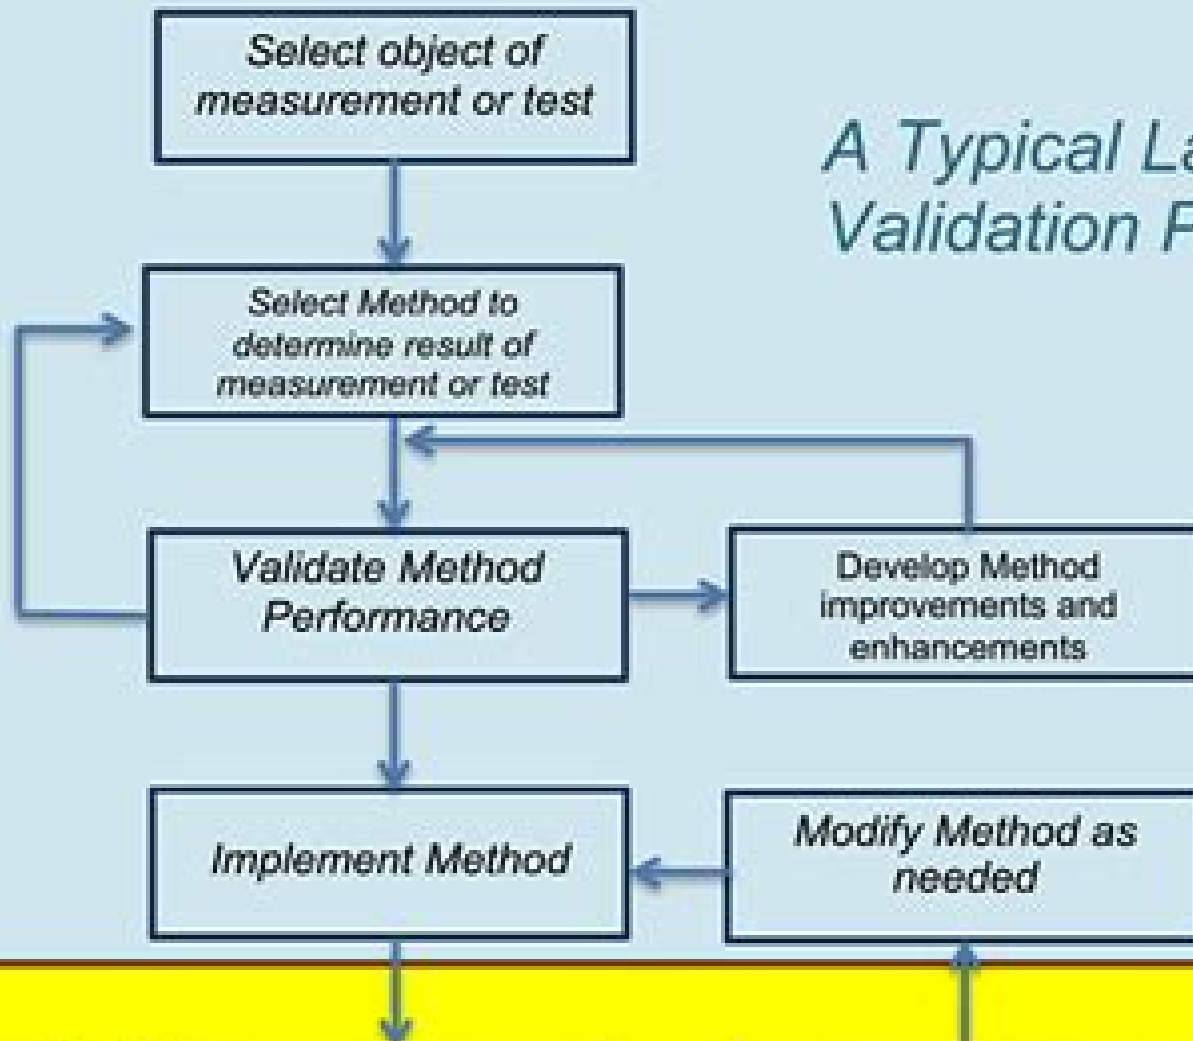 Select object of
measurement or test
A Typical La
Validation P
Select Method to
determine result of
measurement or test
Validate Method
Performance
Develop Method
improvements and
enhancements
Implement Method
Modify Method as
needed